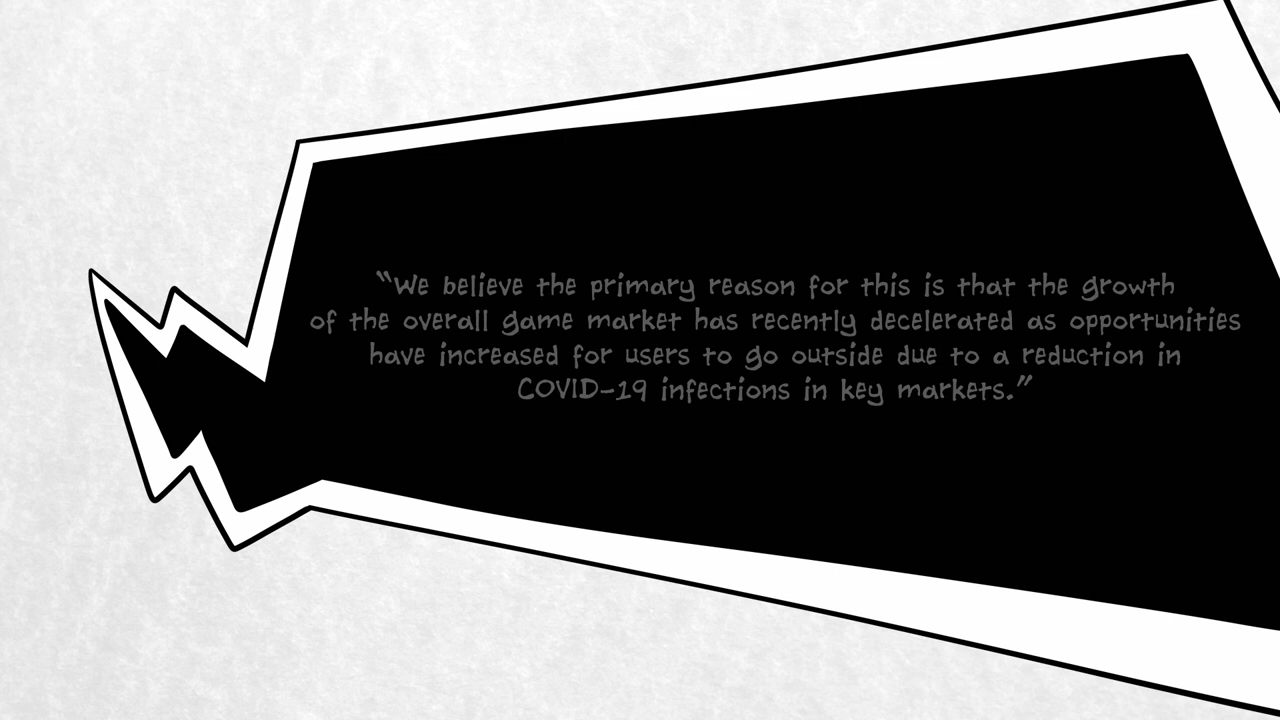 “We believe the primary reason for this is that the growth
of the overall game market has recently decelerated as opportunities
have increased for users to go outside due to a reduction in
COVID-19 infections in key markets.”